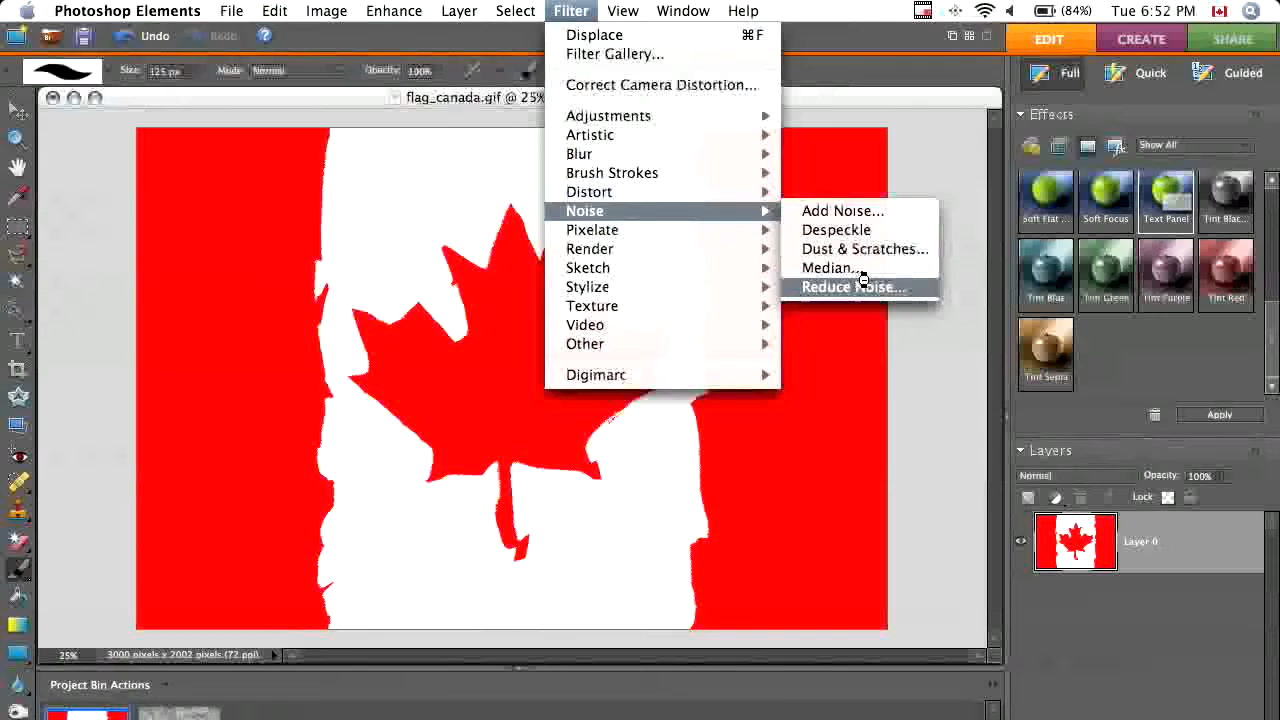 Photoshop Elements File Edit Image Enhance Layer Select Filter View Window Help (84%) Tue 6:52 PM
Undo Redo
EDIT CREATE SHARE
Size: 125 px Mode: Normal Opacity: 100%
Full Quick Guided
flag_canada.gif @ 25%
Displace ⌘F
Filter Gallery...
Correct Camera Distortion...
Adjustments
Artistic
Blur
Brush Strokes
Distort
Noise
Pixelate
Render
Sketch
Stylize
Texture
Video
Other
Digimarc
Add Noise...
Despeckle
Dust & Scratches...
Median...
Reduce Noise...
Effects
Show All
Soft Flat ... Soft Focus Text Panel Tint Blac...
Tint Blue Tint Green Tint Purple Tint Red
Tint Sepia
Apply
Layers
Normal Opacity: 100%
Lock:
Layer 0
25% 3000 pixels x 2002 pixels (72 ppi)
Project Bin Actions